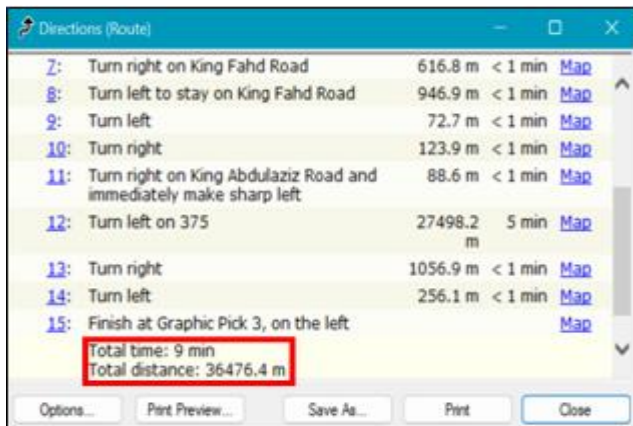 Directions (Route)
7: Turn right on King Fahd Road 616.8 m < 1 min Map
8: Turn left to stay on King Fahd Road 946.9 m < 1 min Map
9: Turn left 72.7 m < 1 min Map
10: Turn right 123.9 m < 1 min Map
11: Turn right on King Abdulaziz Road and 88.6 m < 1 min Map
immediately make sharp left
12: Turn left on 375 27498.2 5 min Map
m
13: Turn right 1056.9 m < 1 min Map
14: Turn left 256.1 m < 1 min Map
15: Finish at Graphic Pick 3, on the left Map
Total time: 9 min
Total distance: 36476.4 m
Options... Print Preview... Save As... Print Close